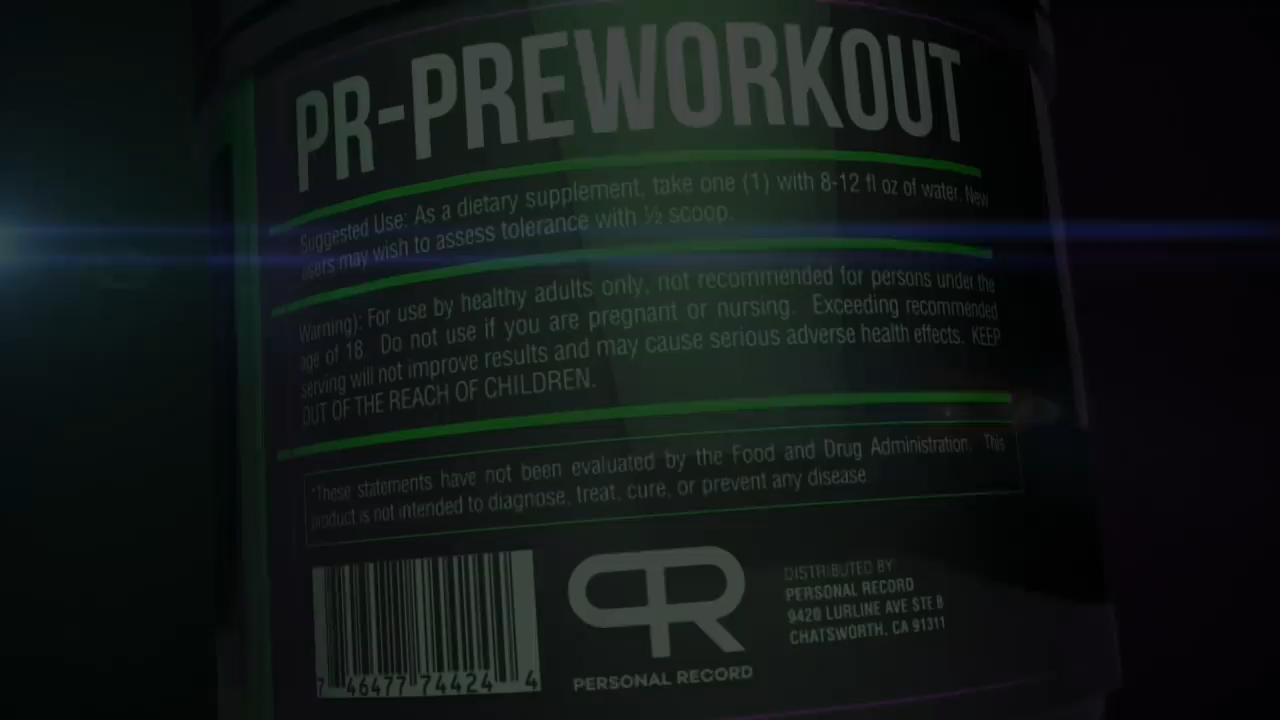 PR-PREWORKOUT
Suggested Use: As a dietary supplement, take one (1) with 8-12 fl oz of water. New
users may wish to assess tolerance with ½ scoop.
Warning): For use by healthy adults only, not recommended for persons under the
age of 18. Do not use if you are pregnant or nursing. Exceeding recommended
serving will not improve results and may cause serious adverse health effects. KEEP
OUT OF THE REACH OF CHILDREN.
*These statements have not been evaluated by the Food and Drug Administration. This
product is not intended to diagnose, treat, cure, or prevent any disease
7 46477 74424 4
PR
PERSONAL RECORD
DISTRIBUTED BY
PERSONAL RECORD
9420 LURLINE AVE STE B
CHATSWORTH, CA 91311